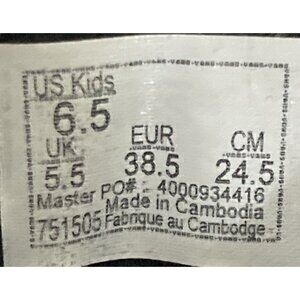 US Kids
6.5
UK EUR CM
5.5 38.5 24.5
Master PO# : 4000934416
Made in Cambodia
751505 Fabrique au Cambodge